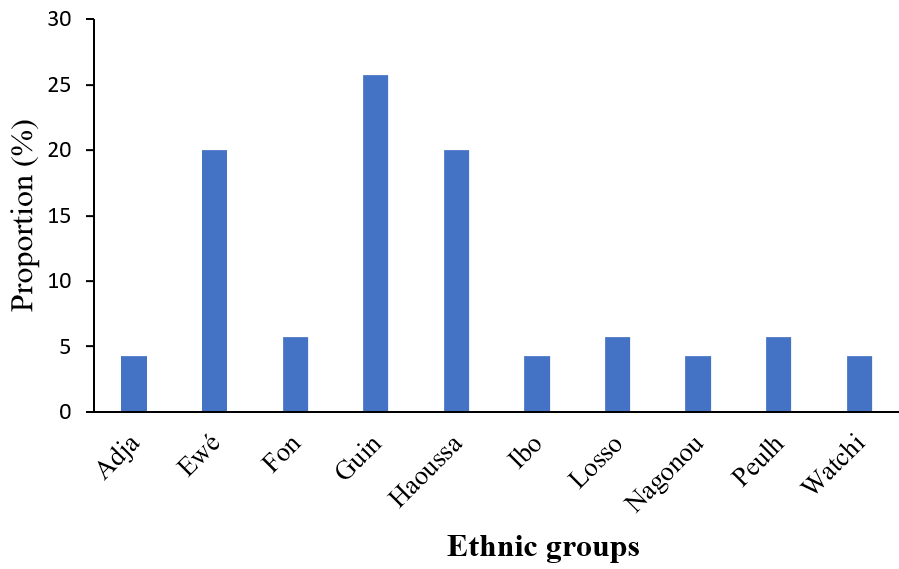 Proportion (%)
30
25
20
15
10
5
0
Adja
Ewé
Fon
Guin
Haoussa
Ibo
Losso
Nagonou
Peulh
Watchi
Ethnic groups